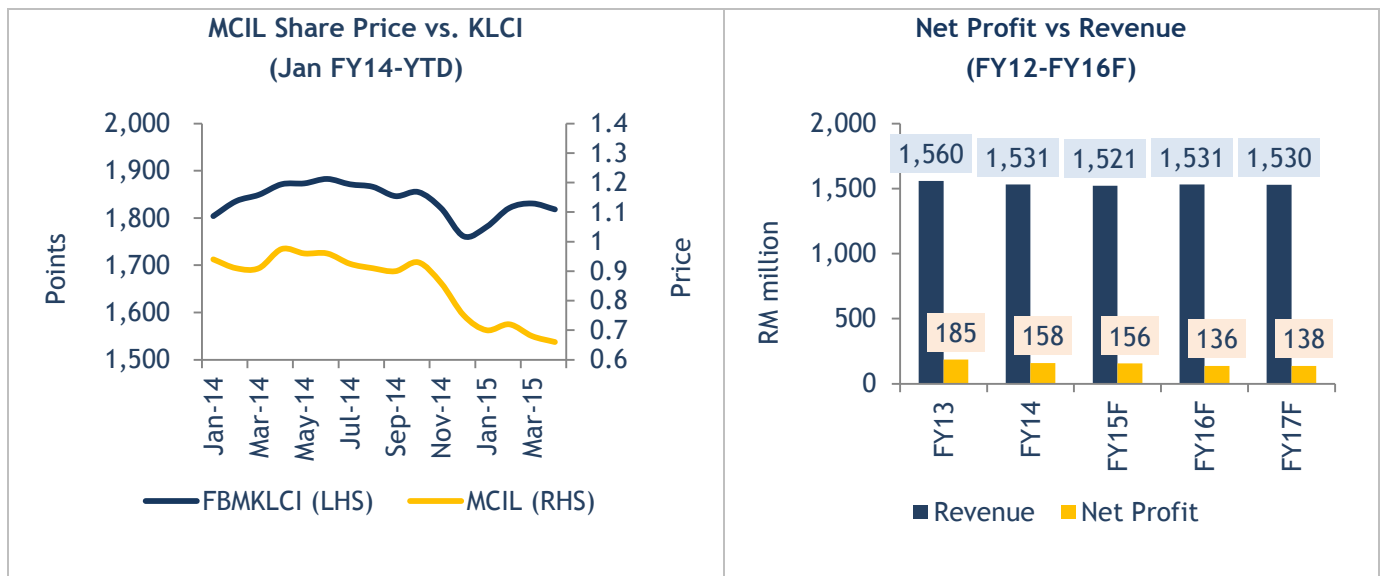 MCIL Share Price vs. KLCI
(Jan FY14-YTD)
2,000
1,900
1,800
1,700
1,600
1,500
Points
1.4
1.3
1.2
1.1
1
0.9
0.8
0.7
0.6
Price
Jan-14
Mar-14
May-14
Jul-14
Sep-14
Nov-14
Jan-15
Mar-15
FBMKLCI (LHS)
MCIL (RHS)
Net Profit vs Revenue
(FY12-FY16F)
2,000
1,500
1,000
500
0
RM million
1,560
1,531
1,521
1,531
1,530
185
158
156
136
138
FY13
FY14
FY15F
FY16F
FY17F
Revenue
Net Profit